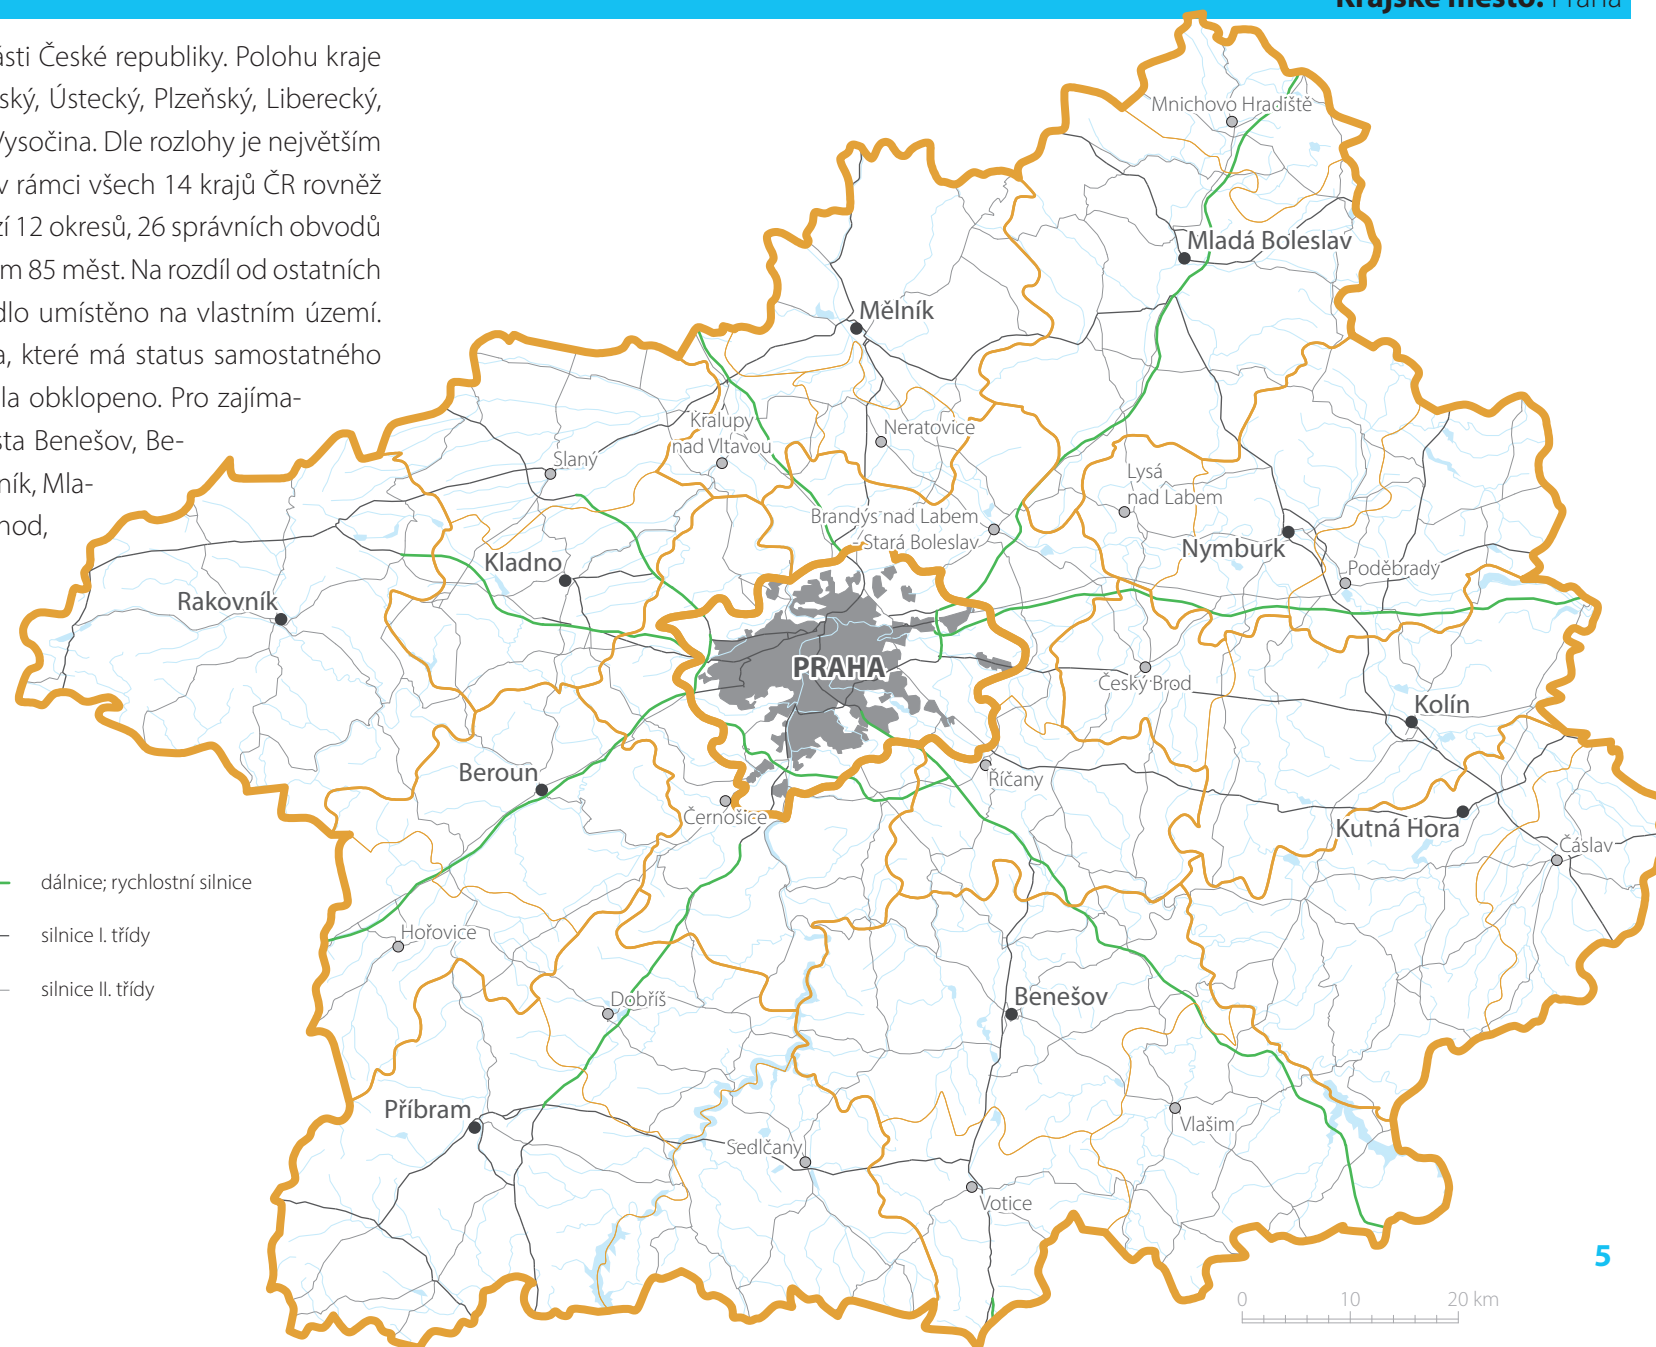 Krajské město: Praha
ásti České republiky. Polohu kraje
ský, Ústecký, Plzeňský, Liberecký,
Vysočina. Dle rozlohy je největším
v rámci všech 14 krajů ČR rovněž
zí 12 okresů, 26 správních obvodů
m 85 měst. Na rozdíl od ostatních
dlo umístěno na vlastním území.
a, které má status samostatného
la obklopeno. Pro zajíma-
sta Benešov, Be-
ník, Mla-
hod,
Mnichovo Hradiště
Mladá Boleslav
Mělník
Kralupy
nad Vltavou
Neratovice
Slaný
Lysá
nad Labem
Brandýs nad Labem
- Stará Boleslav
Nymburk
Kladno
Poděbrady
Rakovník
PRAHA
Český Brod
Kolín
Beroun
Říčany
Černošice
Kutná Hora
Čáslav
dálnice; rychlostní silnice
silnice I. třídy
silnice II. třídy
Hořovice
Dobříš
Benešov
Příbram
Vlašim
Sedlčany
Votice
5
0 10 20 km